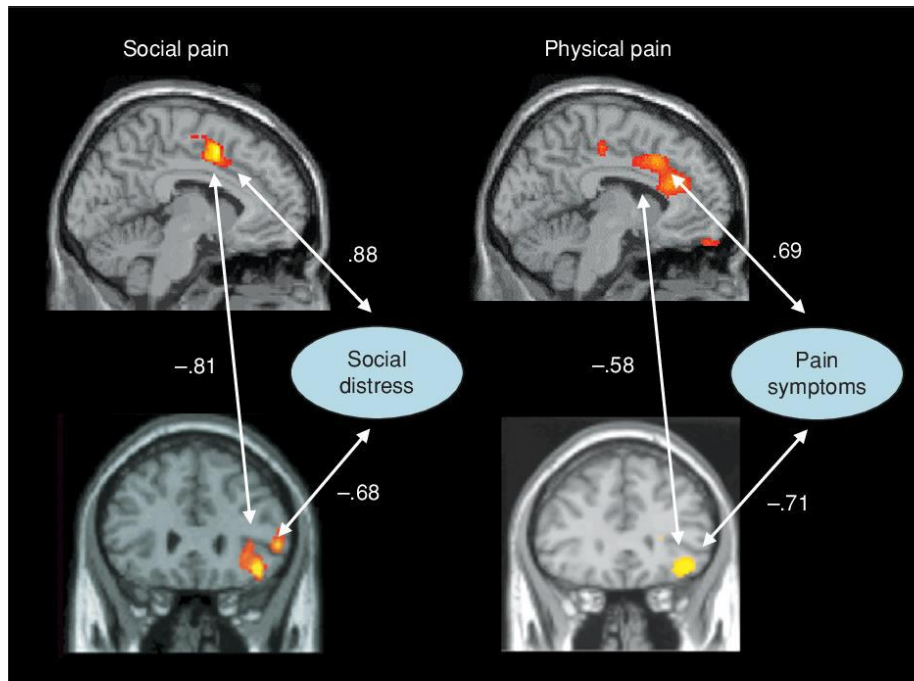 Social pain
Physical pain
.88
.69
–.81
Social
distress
–.58
Pain
symptoms
–.68
–.71